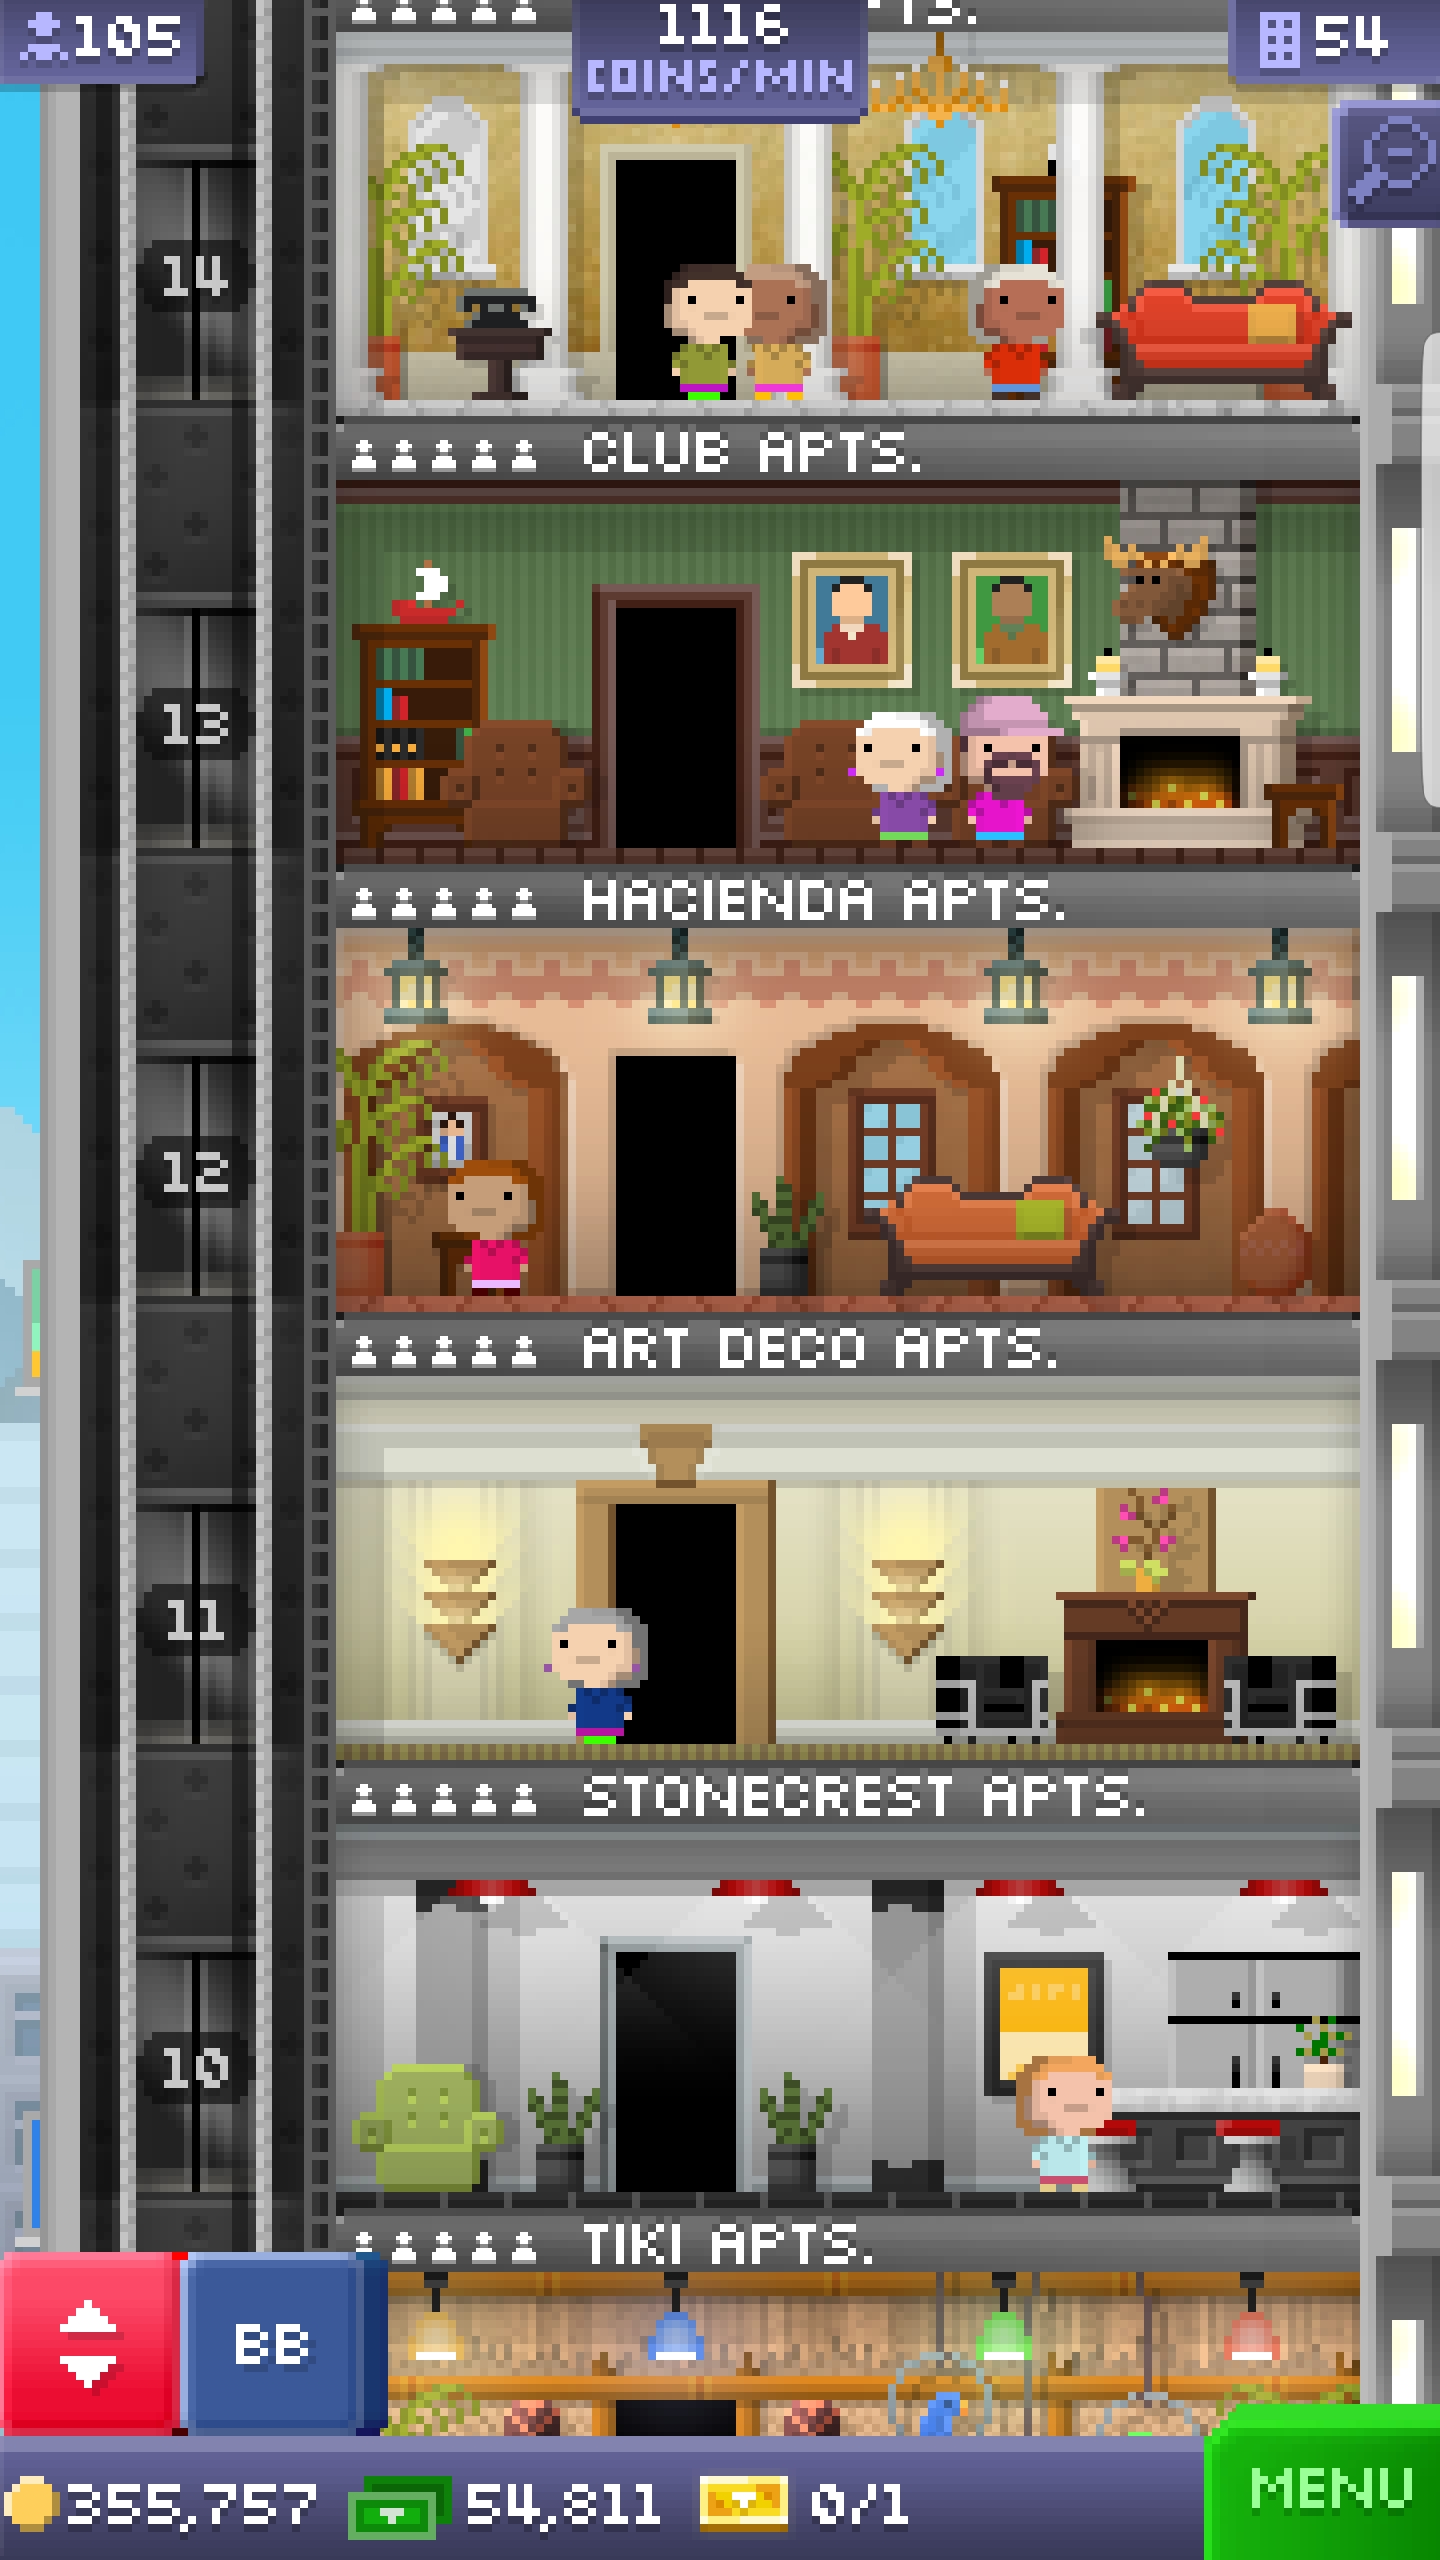 105
1116
COINS/MIN
54
14
CLUB APTS.
13
HACIENDA APTS.
12
ART DECO APTS.
11
STONECREST APTS.
10
TIKI APTS.
BB
355,757
54,811
0/1
MENU